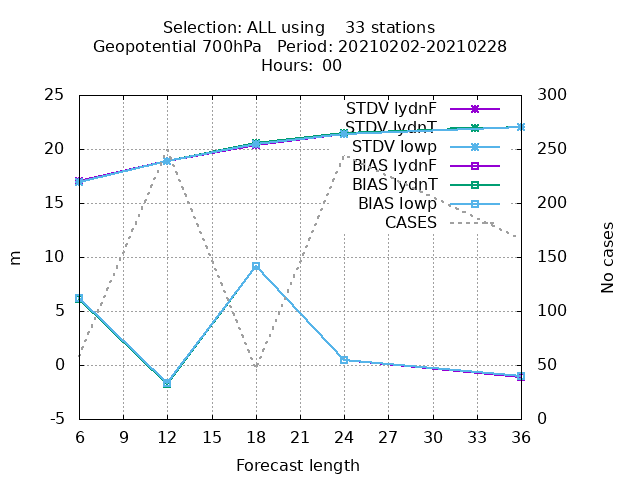 Selection: ALL using    33 stations
Geopotential 700hPa   Period: 20210202-20210228
Hours: 00
25
20
15
10
5
0
-5
m
300
250
200
150
100
50
0
No cases
STDV lydnF
STDV lydnT
STDV lowp
BIAS lydnF
BIAS lydnT
BIAS lowp
CASES
6 9 12 15 18 21 24 27 30 33 36
Forecast length